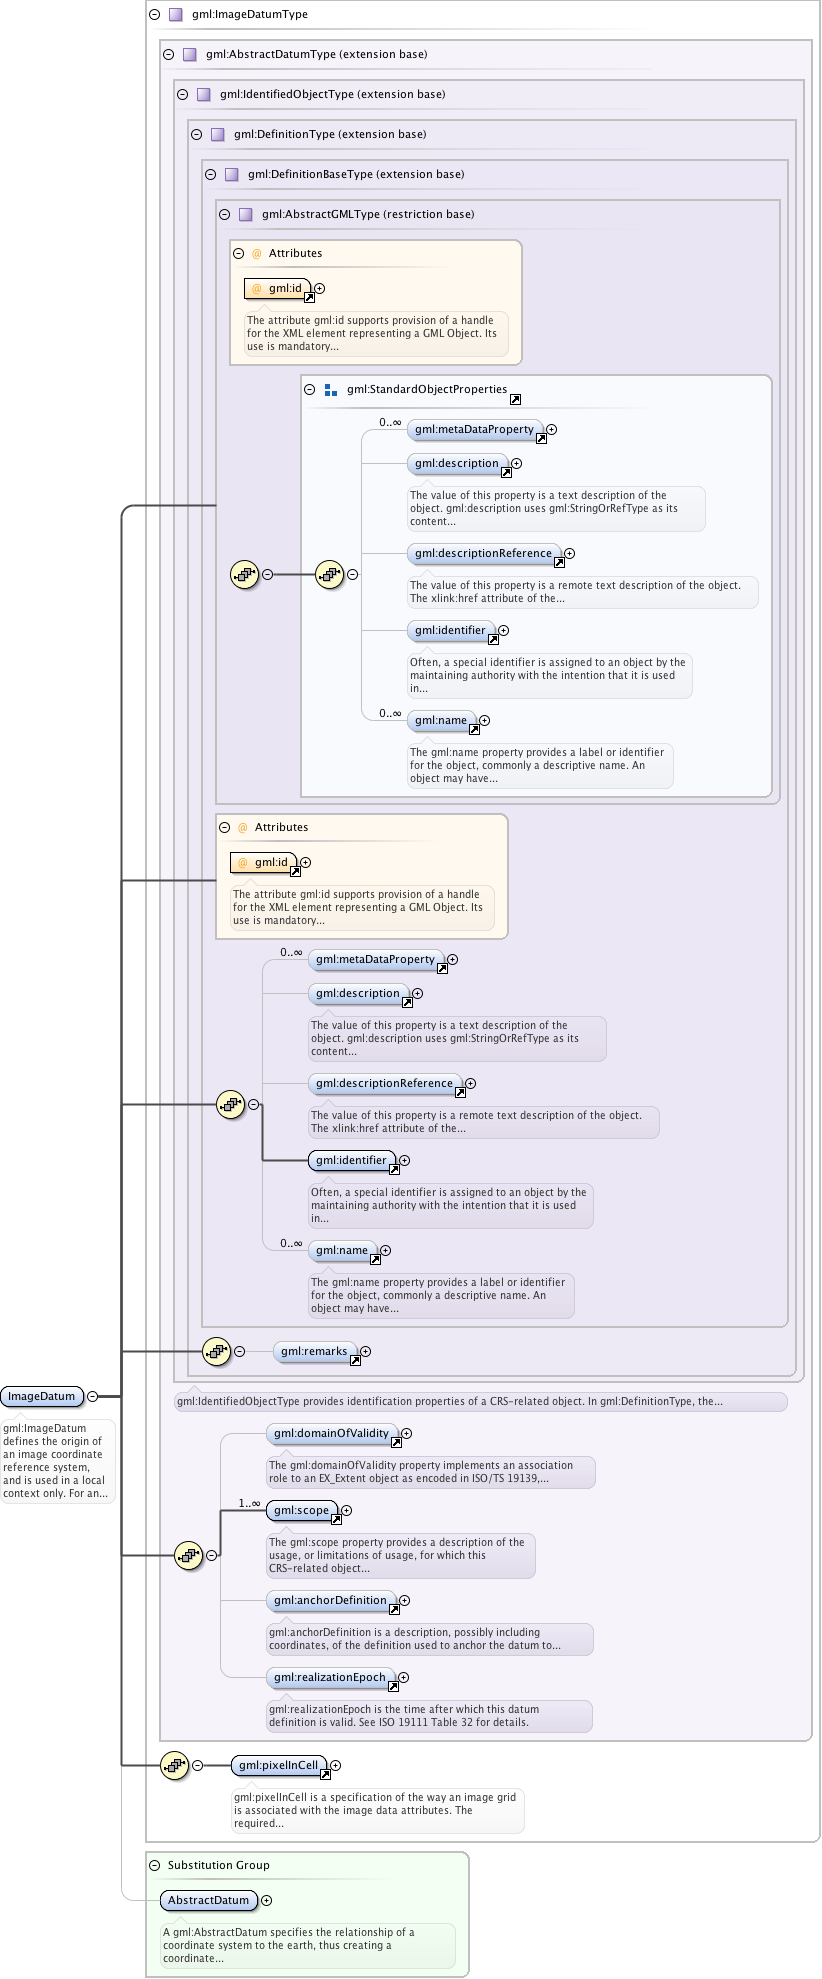 gml:ImageDatumType
gml:AbstractDatumType (extension base)
gml:IdentifiedObjectType (extension base)
gml:DefinitionType (extension base)
gml:DefinitionBaseType (extension base)
gml:AbstractGMLType (restriction base)
@ Attributes
@ gml:id
The attribute gml:id supports provision of a handle
for the XML element representing a GML Object. Its
use is mandatory...
gml:StandardObjectProperties
0..∞
gml:metaDataProperty
gml:description
The value of this property is a text description of the
object. gml:description uses gml:StringOrRefType as its
content...
gml:descriptionReference
The value of this property is a remote text description of the object.
The xlink:href attribute of the...
gml:identifier
Often, a special identifier is assigned to an object by the
maintaining authority with the intention that it is used
in...
0..∞
gml:name
The gml:name property provides a label or identifier
for the object, commonly a descriptive name. An
object may have...
@ Attributes
@ gml:id
The attribute gml:id supports provision of a handle
for the XML element representing a GML Object. Its
use is mandatory...
0..∞
gml:metaDataProperty
gml:description
The value of this property is a text description of the
object. gml:description uses gml:StringOrRefType as its
content...
gml:descriptionReference
The value of this property is a remote text description of the object.
The xlink:href attribute of the...
gml:identifier
Often, a special identifier is assigned to an object by the
maintaining authority with the intention that it is used
in...
0..∞
gml:name
The gml:name property provides a label or identifier
for the object, commonly a descriptive name. An
object may have...
gml:remarks
ImageDatum
gml:ImageDatum
defines the origin of
an image coordinate
reference system,
and is used in a local
context only. For an...
gml:IdentifiedObjectType provides identification properties of a CRS-related object. In gml:DefinitionType, the...
gml:domainOfValidity
The gml:domainOfValidity property implements an association
role to an EX_Extent object as encoded in ISO/TS 19139,...
1..∞
gml:scope
The gml:scope property provides a description of the
usage, or limitations of usage, for which this
CRS-related object...
gml:anchorDefinition
gml:anchorDefinition is a description, possibly including
coordinates, of the definition used to anchor the datum to...
gml:realizationEpoch
gml:realizationEpoch is the time after which this datum
definition is valid. See ISO 19111 Table 32 for details.
gml:pixelInCell
gml:pixelInCell is a specification of the way an image grid
is associated with the image data attributes. The
required...
Substitution Group
AbstractDatum
A gml:AbstractDatum specifies the relationship of a
coordinate system to the earth, thus creating a
coordinate...